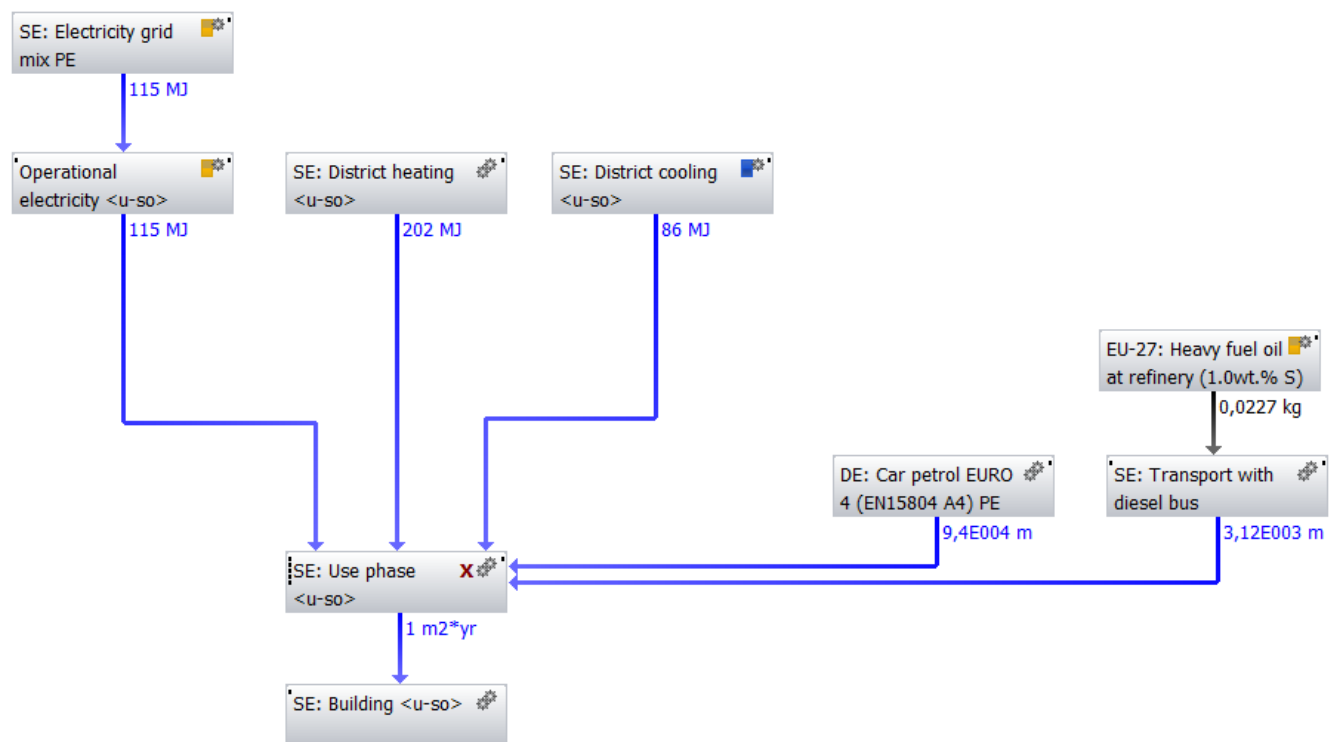 SE: Electricity grid
mix PE
115 MJ
Operational
electricity <u-so>
SE: District heating
<u-so>
SE: District cooling
<u-so>
115 MJ
202 MJ
86 MJ
EU-27: Heavy fuel oil
at refinery (1.0wt.% S)
0,0227 kg
DE: Car petrol EURO
4 (EN15804 A4) PE
SE: Transport with
diesel bus
9,4E004 m
3,12E003 m
SE: Use phase
X
<u-so>
1 m2*yr
SE: Building <u-so>